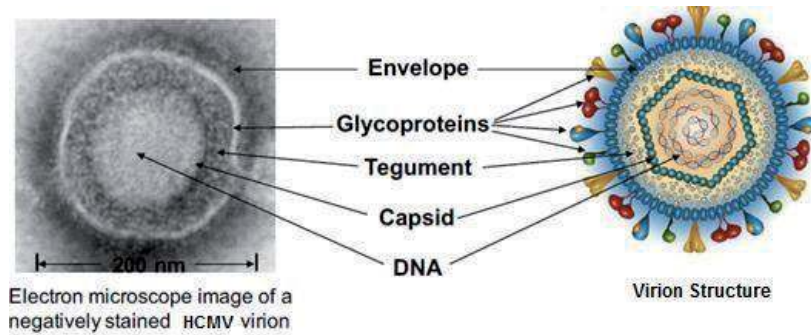 Envelope
Glycoproteins
Tegument
Capsid
DNA
200 nm
Electron microscope image of a
negatively stained HCMV virion
Virion Structure